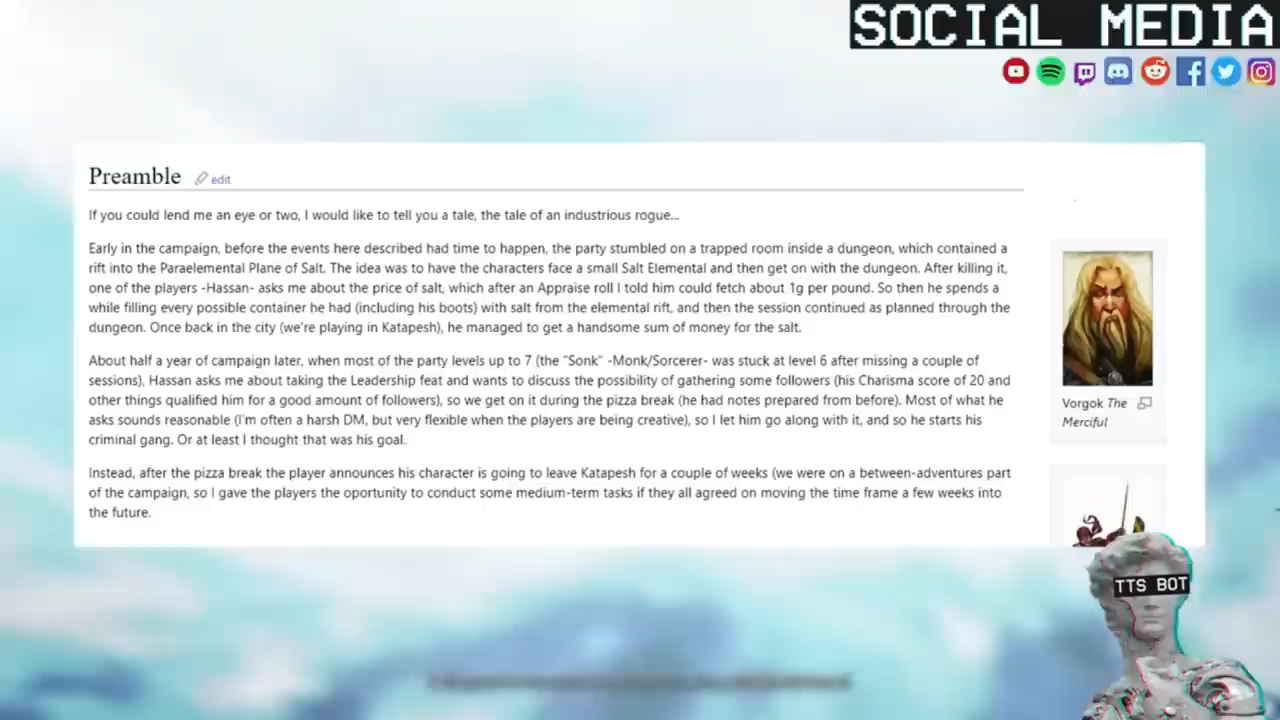 SOCIAL MEDIA
Preamble edit
If you could lend me an eye or two, I would like to tell you a tale, the tale of an industrious rogue...
Early in the campaign, before the events here described had time to happen, the party stumbled on a trapped room inside a dungeon, which contained a
rift into the Paraelemental Plane of Salt. The idea was to have the characters face a small Salt Elemental and then get on with the dungeon. After killing it,
one of the players -Hassan- asks me about the price of salt, which after an Appraise roll I told him could fetch about 1g per pound. So then he spends a
while filling every possible container he had (including his boots) with salt from the elemental rift, and then the session continued as planned through the
dungeon. Once back in the city (we're playing in Katapesh), he managed to get a handsome sum of money for the salt.
About half a year of campaign later, when most of the party levels up to 7 (the "Sonk" -Monk/Sorcerer- was stuck at level 6 after missing a couple of
sessions), Hassan asks me about taking the Leadership feat and wants to discuss the possibility of gathering some followers (his Charisma score of 20 and
other things qualified him for a good amount of followers), so we get on it during the pizza break (he had notes prepared from before). Most of what he
asks sounds reasonable (I'm often a harsh DM, but very flexible when the players are being creative), so I let him go along with it, and so he starts his
criminal gang. Or at least I thought that was his goal.
Instead, after the pizza break the player announces his character is going to leave Katapesh for a couple of weeks (we were on a between-adventures part
of the campaign, so I gave the players the oportunity to conduct some medium-term tasks if they all agreed on moving the time frame a few weeks into
the future.
Vorgok The
Merciful
TTS BOT